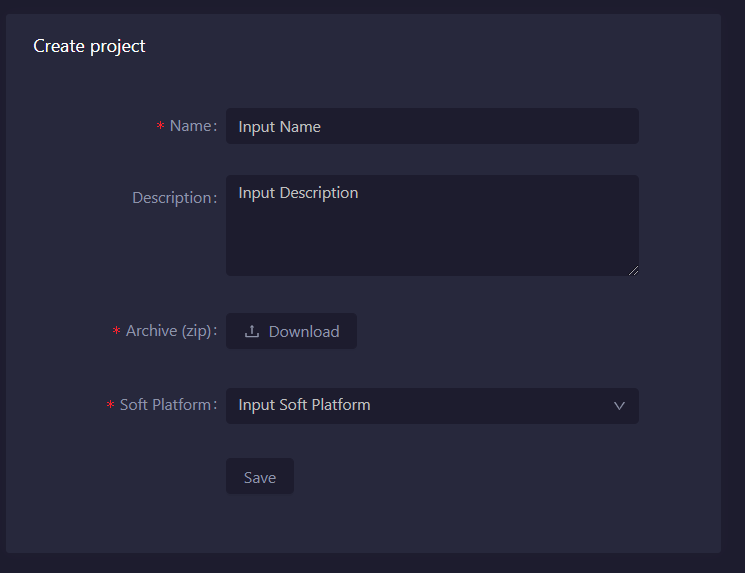 Create project
* Name: Input Name
Description: Input Description
* Archive (zip): Download
* Soft Platform: Input Soft Platform
Save